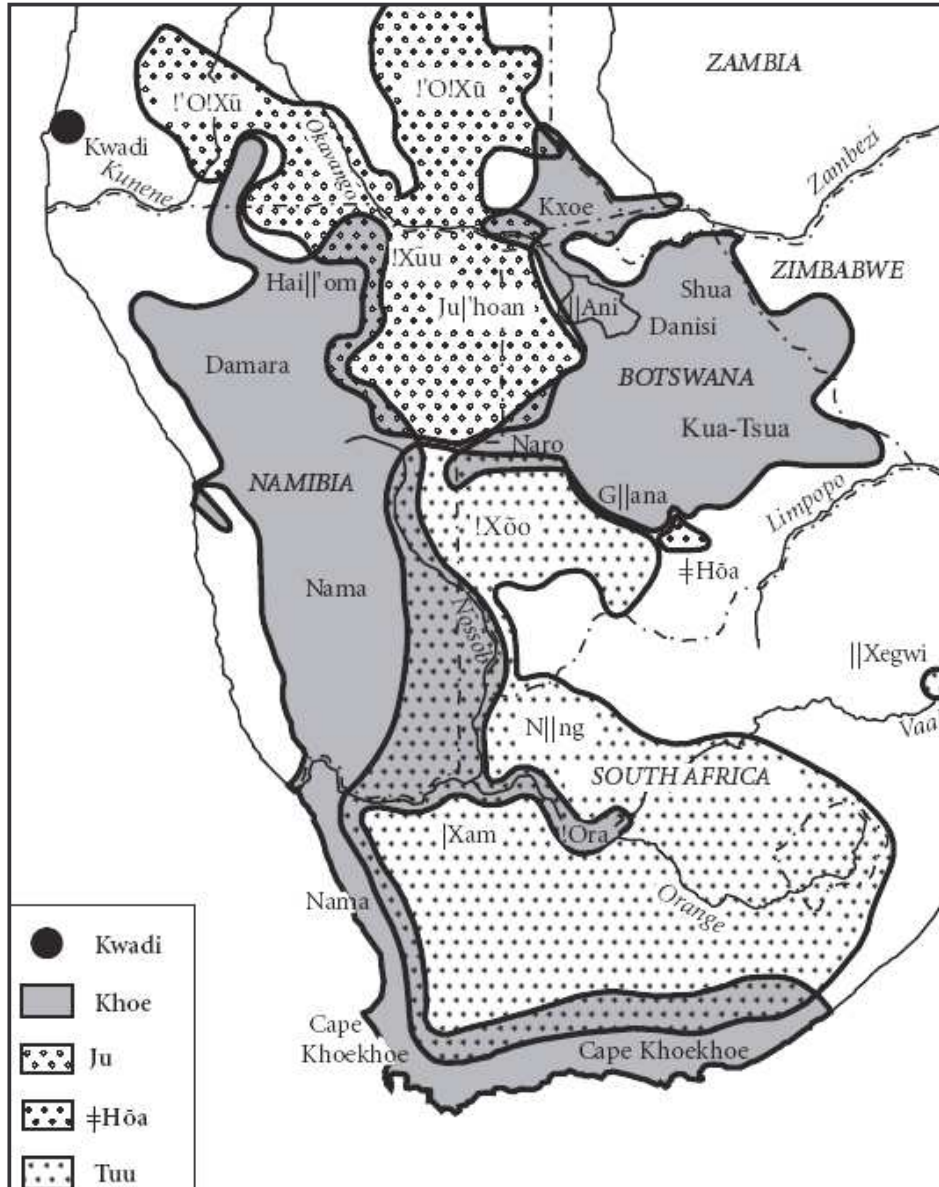 ZAMBIA
!'O!Xũ
!'O!Xũ
Kwadi
Kunene
Okavango
Zambezi
Kxoe
ZIMBABWE
!Xuu
Hai||'om
Ju|'hoan
||Ani
Shua
Danisi
Damara
BOTSWANA
Kua-Tsua
Naro
NAMIBIA
G||ana
Limpopo
!Xõo
ǂHõa
Nama
Nossob
||Xegwi
Vaa
N||ng
SOUTH AFRICA
|Xam
!Ora
Nama
Orange
Cape
Khoekhoe
Cape Khoekhoe
Kwadi
Khoe
Ju
ǂHõa
Tuu